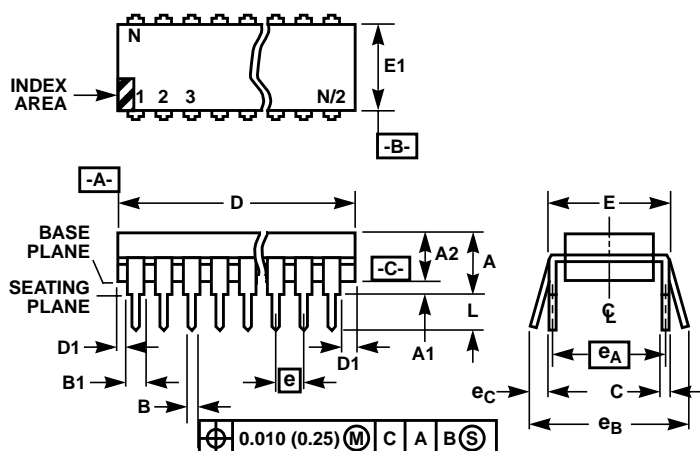 N
E1
INDEX
AREA
1 2 3 N/2
-B-
-A-
D
E
BASE
PLANE
-C-
A2
A
SEATING
PLANE
L
C L
D1
A1
D1
e
eA
B1
B
eC
C
eB
0.010 (0.25) M C A B S